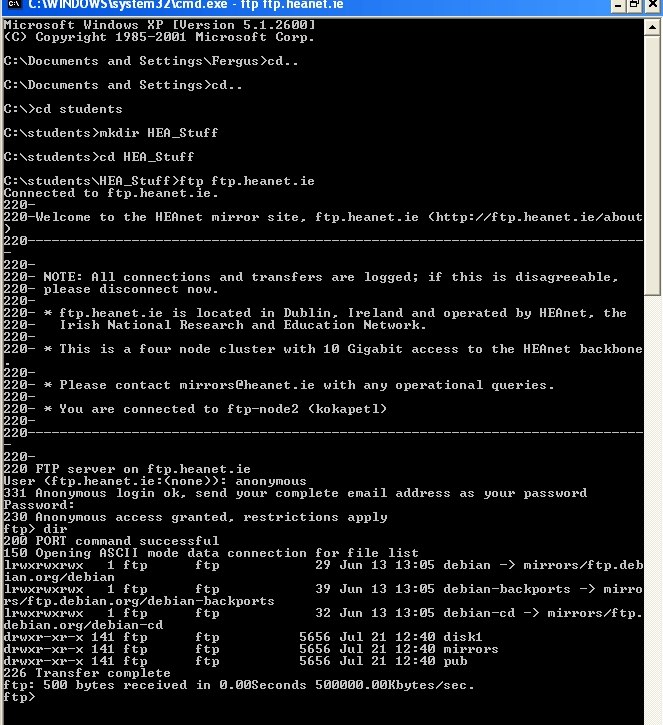 C:\WINDOWS\system32\cmd.exe - ftp ftp.heanet.ie
Microsoft Windows XP [Version 5.1.2600]
(C) Copyright 1985-2001 Microsoft Corp.
C:\Documents and Settings\Fergus>cd..
C:\Documents and Settings>cd..
C:\>cd students
C:\students>mkdir HEA_Stuff
C:\students>cd HEA_Stuff
C:\students\HEA_Stuff>ftp ftp.heanet.ie
Connected to ftp.heanet.ie.
220-
220-Welcome to the HEAnet mirror site, ftp.heanet.ie (http://ftp.heanet.ie/about
)
220-----------------------------------------------------------------------------
-
220-
220- NOTE: All connections and transfers are logged; if this is disagreeable,
220- please disconnect now.
220-
220- * ftp.heanet.ie is located in Dublin, Ireland and operated by HEAnet, the
220-   Irish National Research and Education Network.
220-
220- * This is a four node cluster with 10 Gigabit access to the HEAnet backbone
.
220-
220- * Please contact mirrors@heanet.ie with any operational queries.
220-
220- * You are connected to ftp-node2 (kokapetl)
220-
220-----------------------------------------------------------------------------
-
220-
220 FTP server on ftp.heanet.ie
User (ftp.heanet.ie:(none)): anonymous
331 Anonymous login ok, send your complete email address as your password
Password:
230 Anonymous access granted, restrictions apply
ftp> dir
200 PORT command successful
150 Opening ASCII mode data connection for file list
lrwxrwxrwx   1 ftp      ftp            29 Jun 13 13:05 debian -> mirrors/ftp.deb
ian.org/debian
lrwxrwxrwx   1 ftp      ftp            39 Jun 13 13:05 debian-backports -> mirro
rs/ftp.debian.org/debian-backports
lrwxrwxrwx   1 ftp      ftp            32 Jun 13 13:05 debian-cd -> mirrors/ftp.
debian.org/debian-cd
drwxr-xr-x 141 ftp      ftp          5656 Jul 21 12:40 disk1
drwxr-xr-x 141 ftp      ftp          5656 Jul 21 12:40 mirrors
drwxr-xr-x 141 ftp      ftp          5656 Jul 21 12:40 pub
226 Transfer complete
ftp: 500 bytes received in 0.00Seconds 500000.00Kbytes/sec.
ftp>